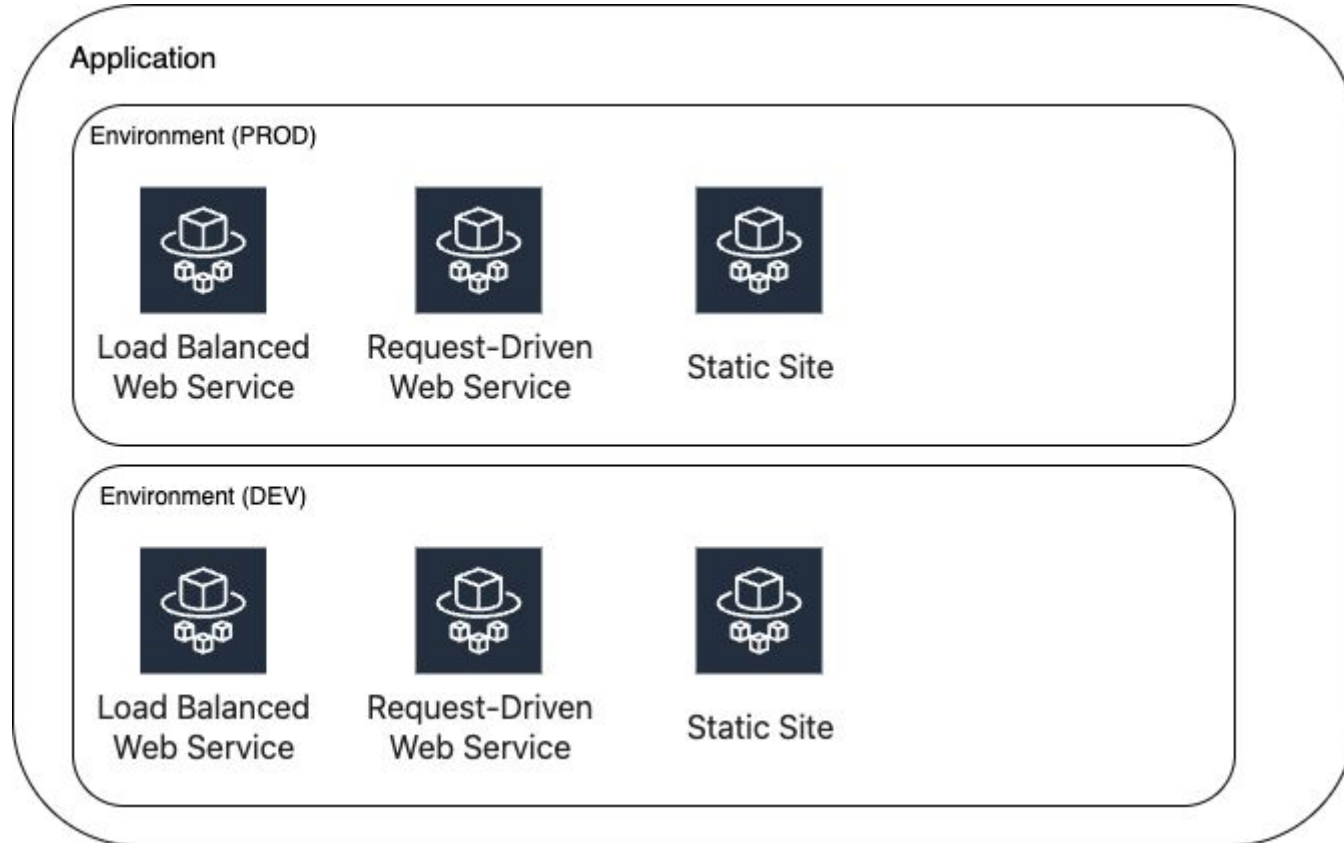 Application
Environment (PROD)
Load Balanced
Web Service
Request-Driven
Web Service
Static Site
Environment (DEV)
Load Balanced
Web Service
Request-Driven
Web Service
Static Site